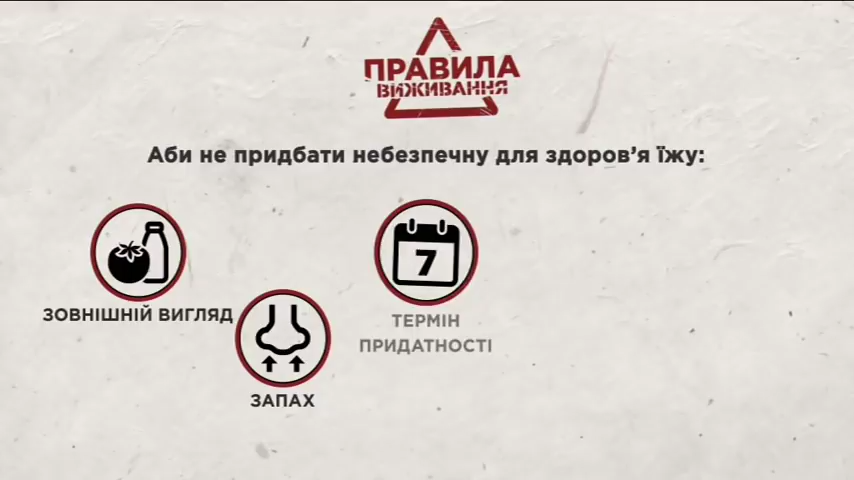 ПРАВИЛА
ВИЖИВАННЯ
Аби не придбати небезпечну для здоров'я їжу:
7
ЗОВНІШНІЙ ВИГЛЯД
ТЕРМІН
ПРИДАТНОСТІ
ЗАПАХ